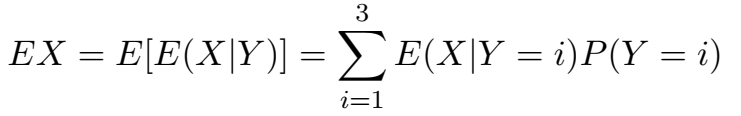 $EX = E[E(X|Y)] = \sum_{i=1}^{3} E(X|Y = i)P(Y = i)$